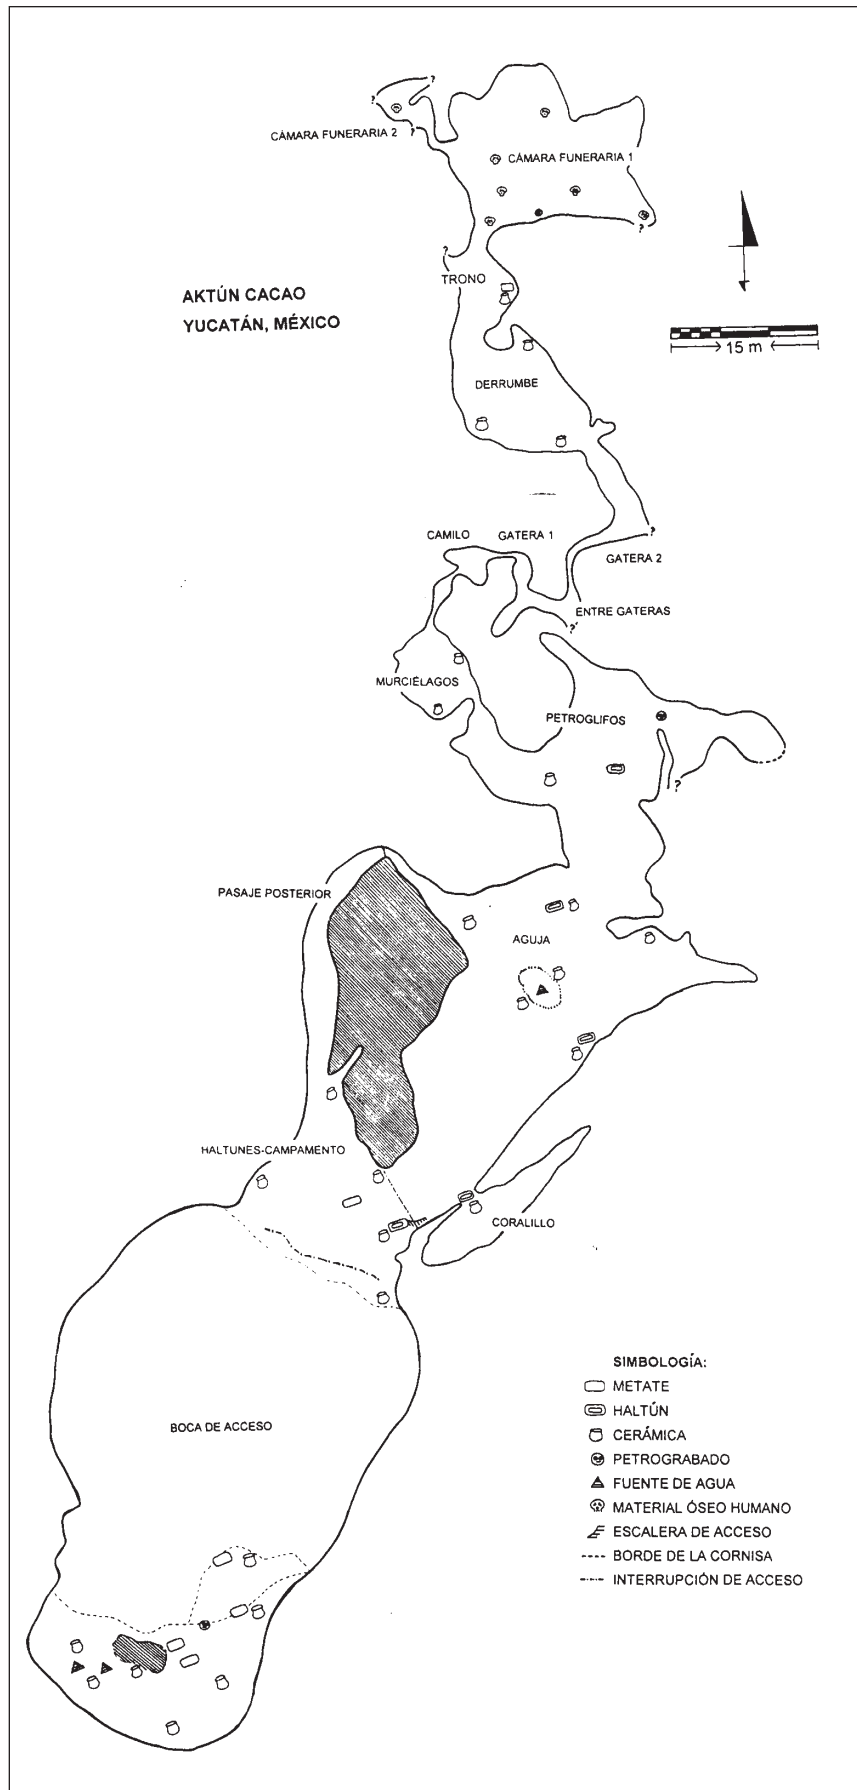 ?
?
CÁMARA FUNERARIA 2
?
CÁMARA FUNERARIA 1
?
?
TRONO
AKTÚN CACAO
YUCATÁN, MÉXICO
15 m
DERRUMBE
CAMILO
GATERA 1
?
GATERA 2
ENTRE GATERAS
?
MURCIÉLAGOS
PETROGLIFOS
?
PASAJE POSTERIOR
AGUJA
HALTUNES-CAMPAMENTO
CORALILLO
BOCA DE ACCESO
SIMBOLOGÍA:
METATE
HALTÚN
CERÁMICA
PETROGRABADO
FUENTE DE AGUA
MATERIAL ÓSEO HUMANO
ESCALERA DE ACCESO
BORDE DE LA CORNISA
INTERRUPCIÓN DE ACCESO